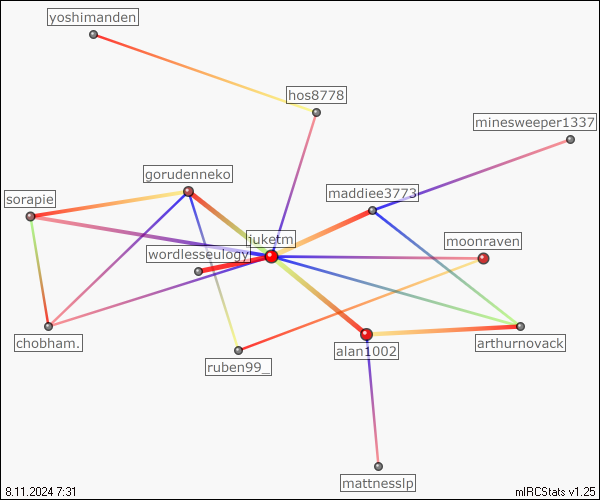 yoshimanden
hos8778
minesweeper1337
gorudenneko
maddiee3773
sorapie
juketm
moonraven
wordlesseulogy
chobham.
arthurnovack
alan1002
ruben99_
mattnesslp
8.11.2024 7:31
mIRCStats v1.25